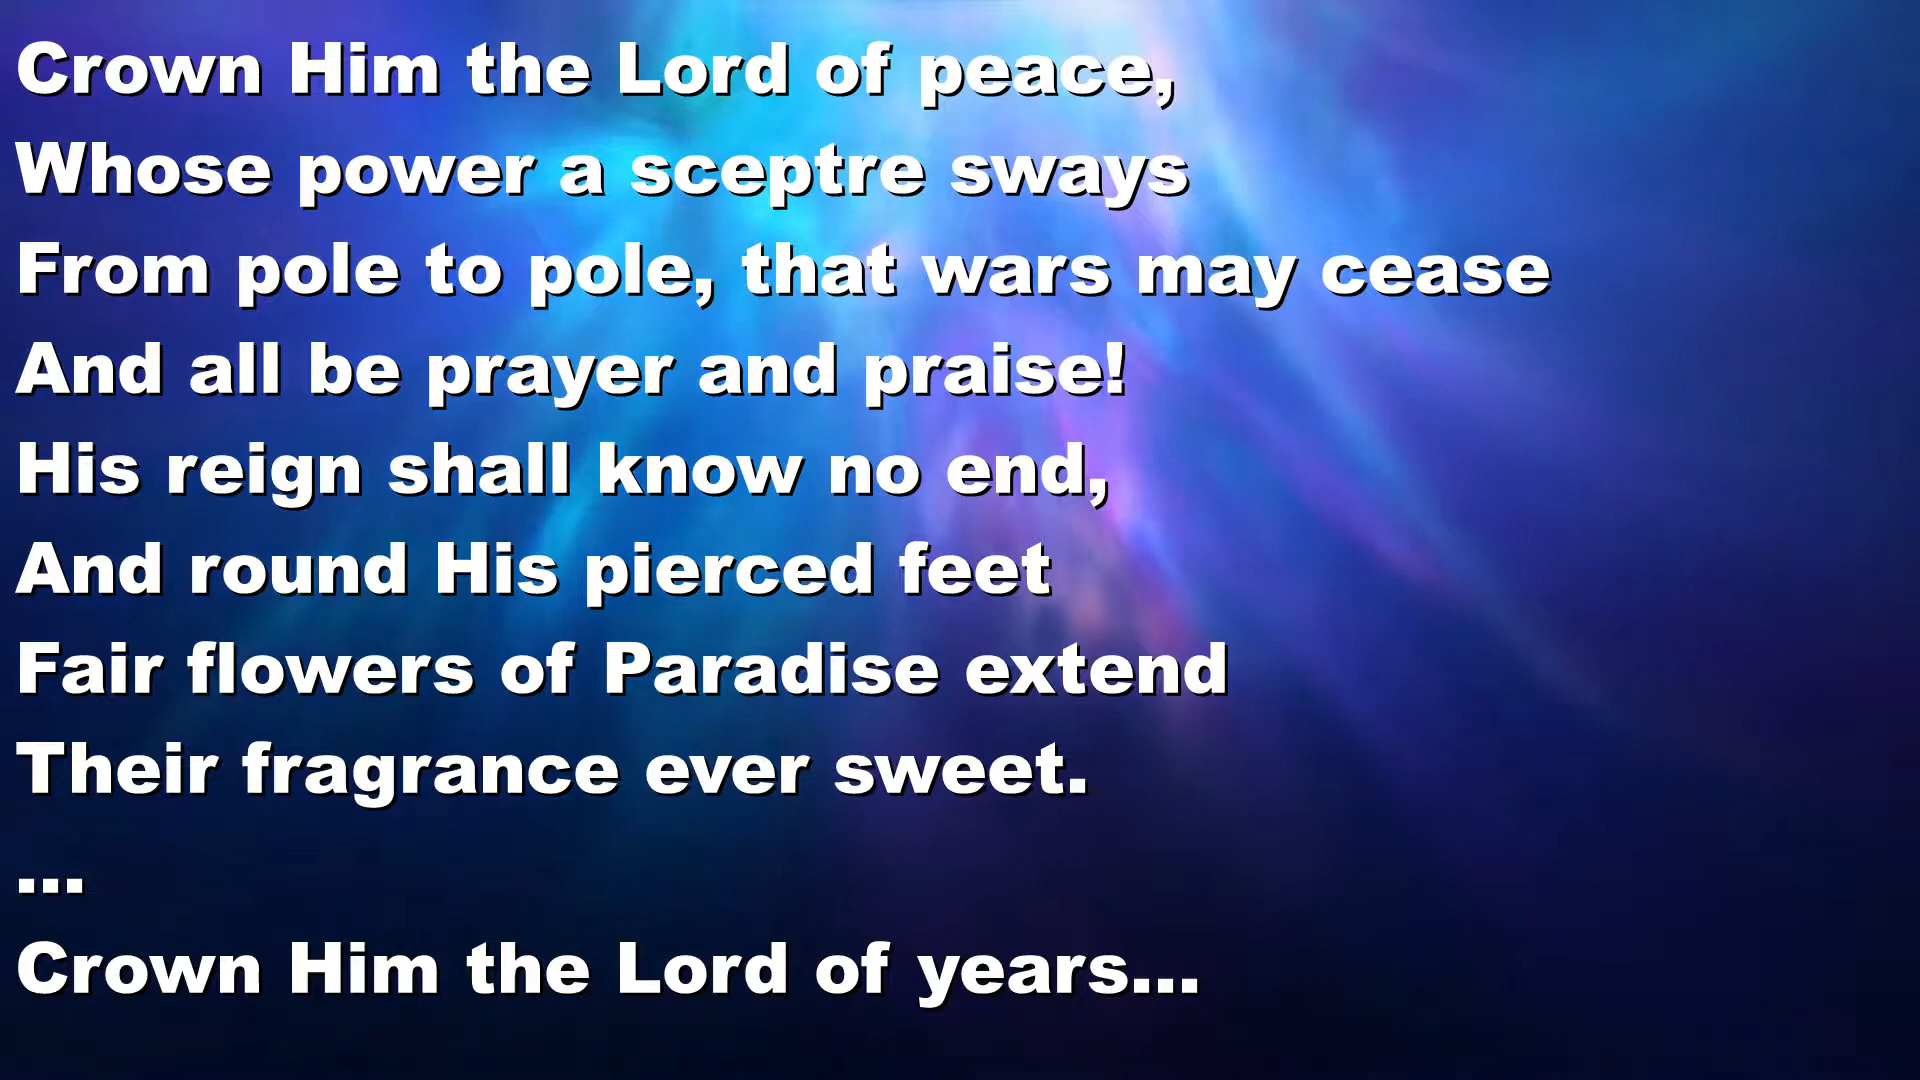 Crown Him the Lord of peace,
Whose power a sceptre sways
From pole to pole, that wars may cease
And all be prayer and praise!
His reign shall know no end,
And round His pierced feet
Fair flowers of Paradise extend
Their fragrance ever sweet.
...
Crown Him the Lord of years...